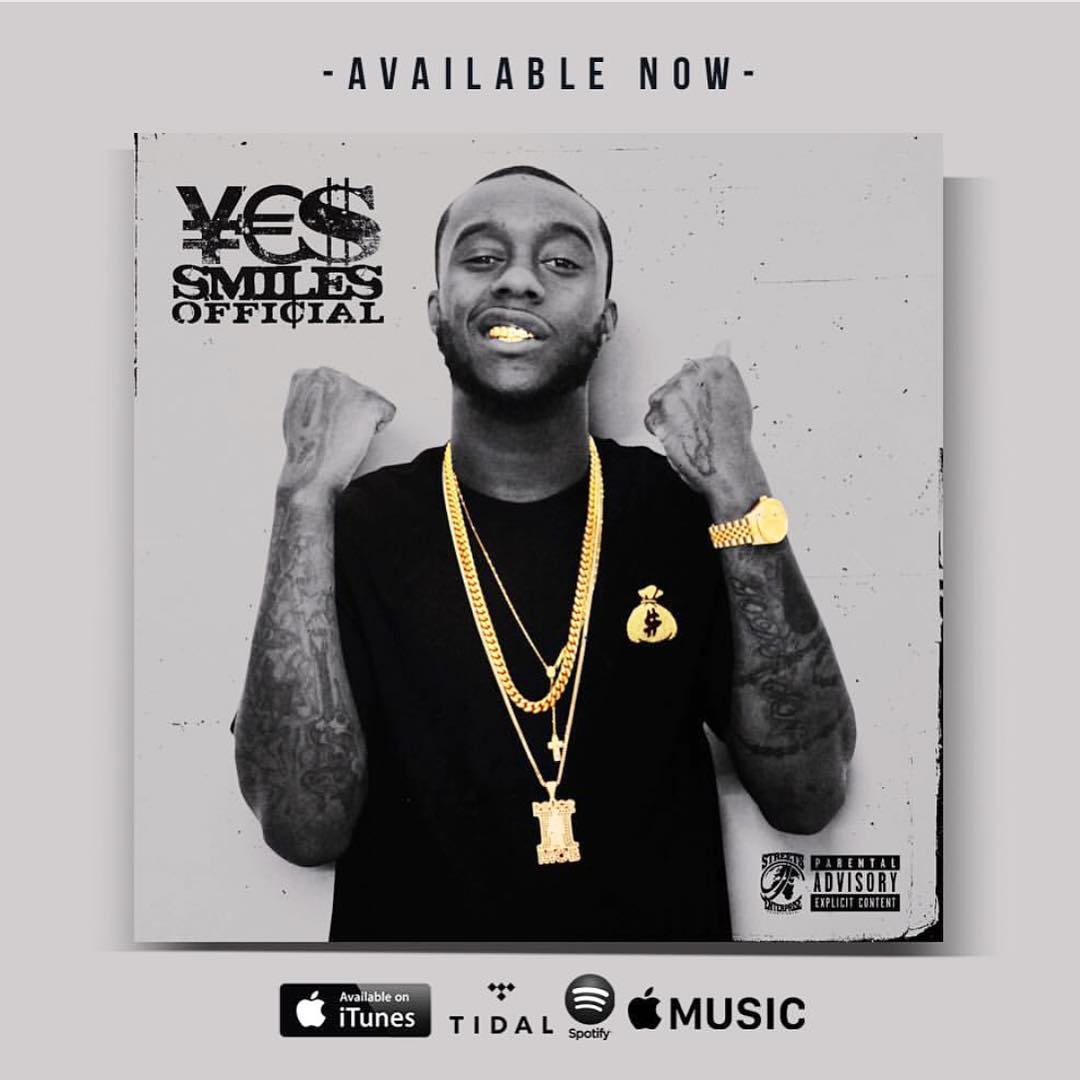 -AVAILABLE NOW-
¥€$
SMILES
OFFI¢IAL
$
STREETS
ENTERPRISE
PARENTAL
ADVISORY
EXPLICIT CONTENT
Available on
iTunes
TIDAL
Spotify
MUSIC